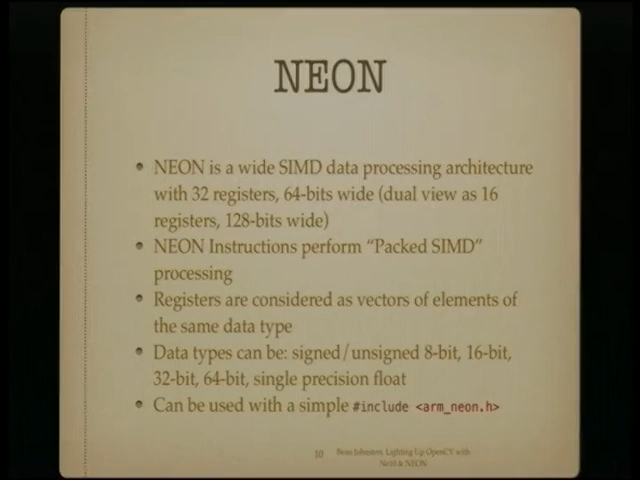 NEON
• NEON is a wide SIMD data processing architecture
with 32 registers, 64-bits wide (dual view as 16
registers, 128-bits wide)
• NEON Instructions perform “Packed SIMD”
processing
• Registers are considered as vectors of elements of
the same data type
• Data types can be: signed/unsigned 8-bit, 16-bit,
32-bit, 64-bit, single precision float
• Can be used with a simple #include <arm_neon.h>
10 Johnston, Lighting Up OpenCV with
Ne10 & NEON